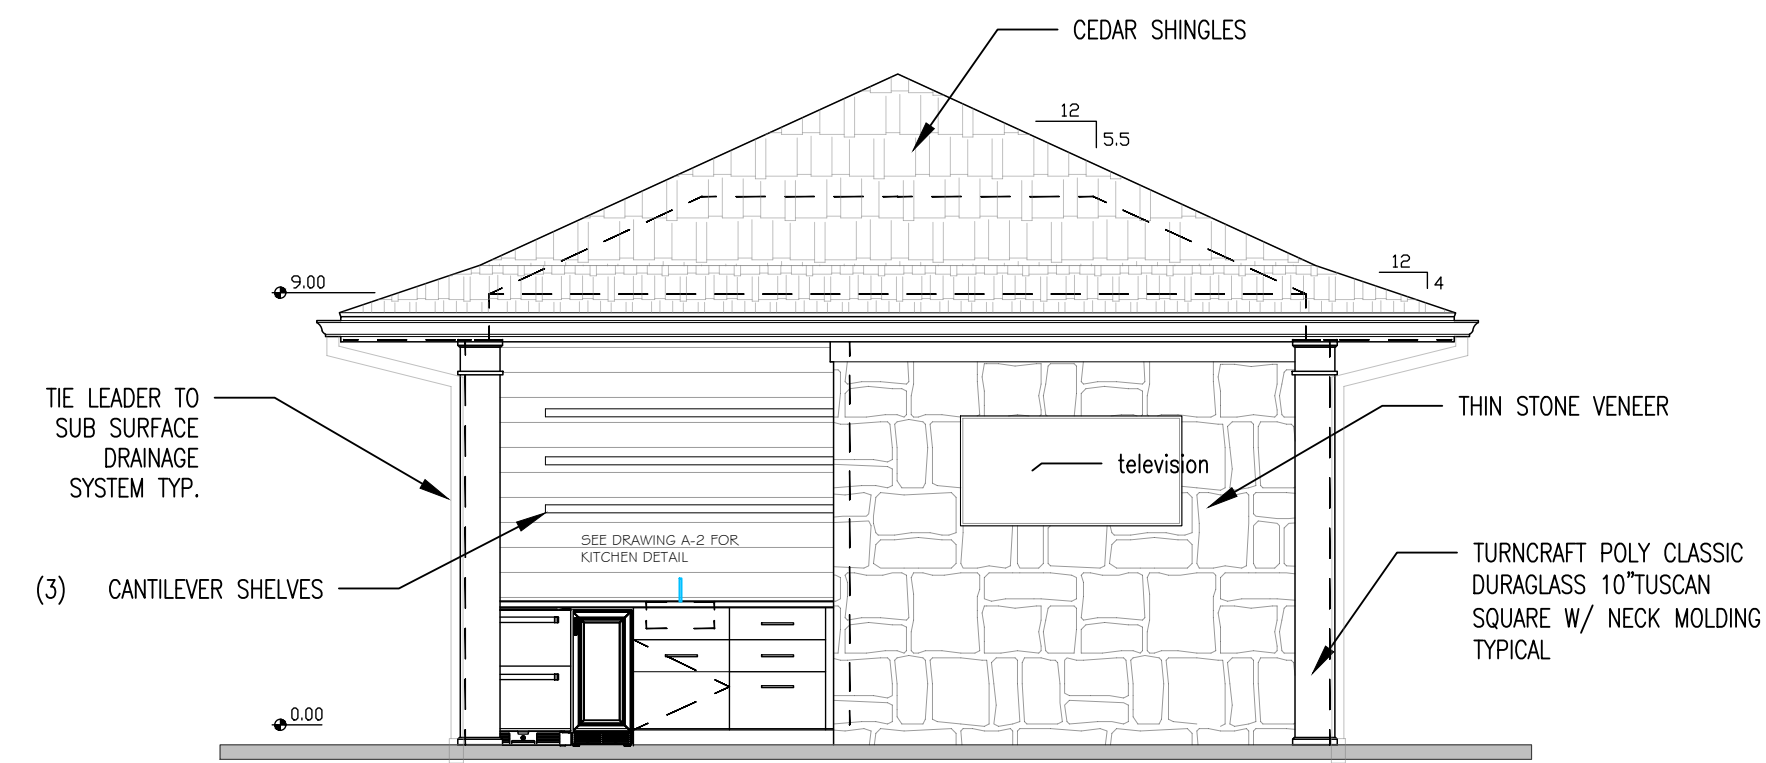 CEDAR SHINGLES
12
5.5
12
4
9.00
TIE LEADER TO
SUB SURFACE
DRAINAGE
SYSTEM TYP.
THIN STONE VENEER
television
SEE DRAWING A-2 FOR
KITCHEN DETAIL
(3) CANTILEVER SHELVES
TURNCRAFT POLY CLASSIC
DURAGLASS 10"TUSCAN
SQUARE W/ NECK MOLDING
TYPICAL
0.00